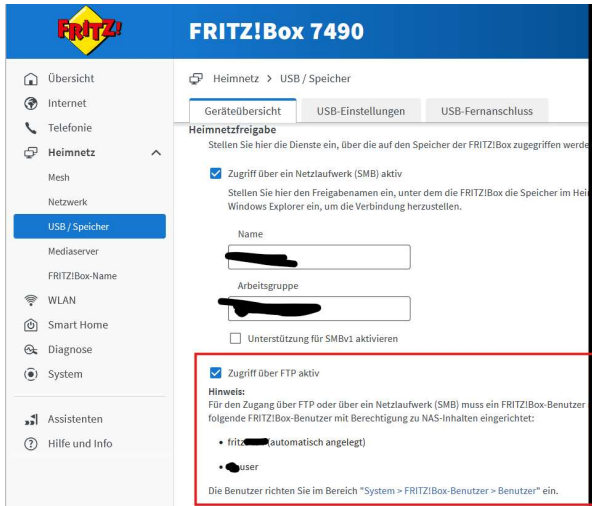 FRITZ!
FRITZ!Box 7490
Übersicht
Internet
Telefonie
Heimnetz
Mesh
Netzwerk
USB / Speicher
Mediaserver
FRITZ!Box-Name
WLAN
Smart Home
Diagnose
System
Assistenten
Hilfe und Info
Heimnetz > USB / Speicher
Geräteübersicht USB-Einstellungen USB-Fernanschluss
Heimnetzfreigabe
Stellen Sie hier die Dienste ein, über die auf den Speicher der FRITZ!Box zugegriffen werde
Zugriff über ein Netzlaufwerk (SMB) aktiv
Stellen Sie hier den Freigabenamen ein, unter dem die FRITZ!Box die Speicher im Hei
Windows Explorer ein, um die Verbindung herzustellen.
Name
Arbeitsgruppe
Unterstützung für SMBv1 aktivieren
Zugriff über FTP aktiv
Hinweis:
Für den Zugang über FTP oder über ein Netzlaufwerk (SMB) muss ein FRITZ!Box-Benutzer
folgende FRITZ!Box-Benutzer mit Berechtigung zu NAS-Inhalten eingerichtet:
• fritz (automatisch angelegt)
• user
Die Benutzer richten Sie im Bereich "System > FRITZ!Box-Benutzer > Benutzer" ein.